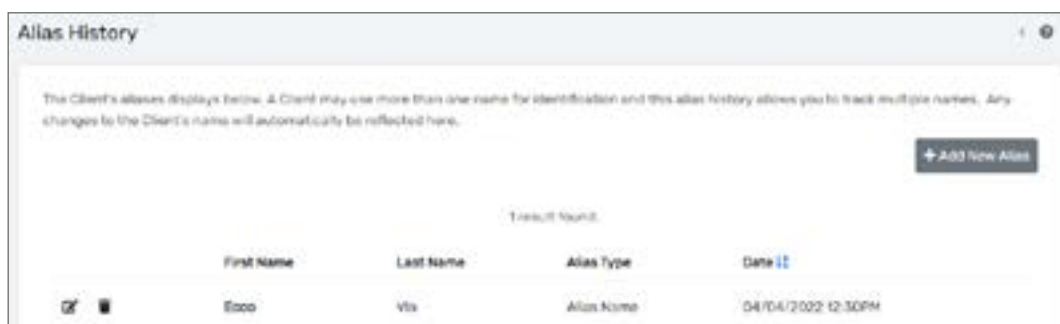 Alias History
The Client's aliases displays below. A Client may use more than one name for identification and this alias history allows you to track multiple names. Any
changes to the Client's name will automatically be reflected here.
+ Add New Alias
1 result found.
First Name Last Name Alias Type Date
Alias Name 04/04/2022 12:30PM